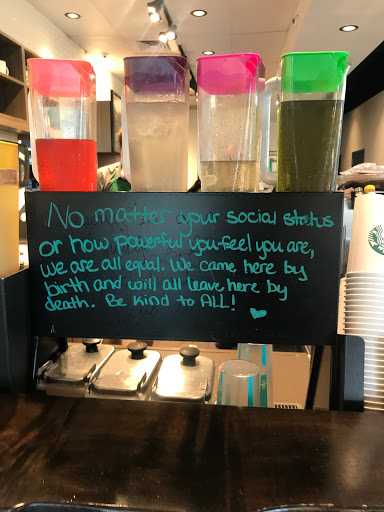 No matter your social status
or how powerful you feel you are,
we are all equal. We came here by
birth and will all leave here by
death. Be kind to ALL!